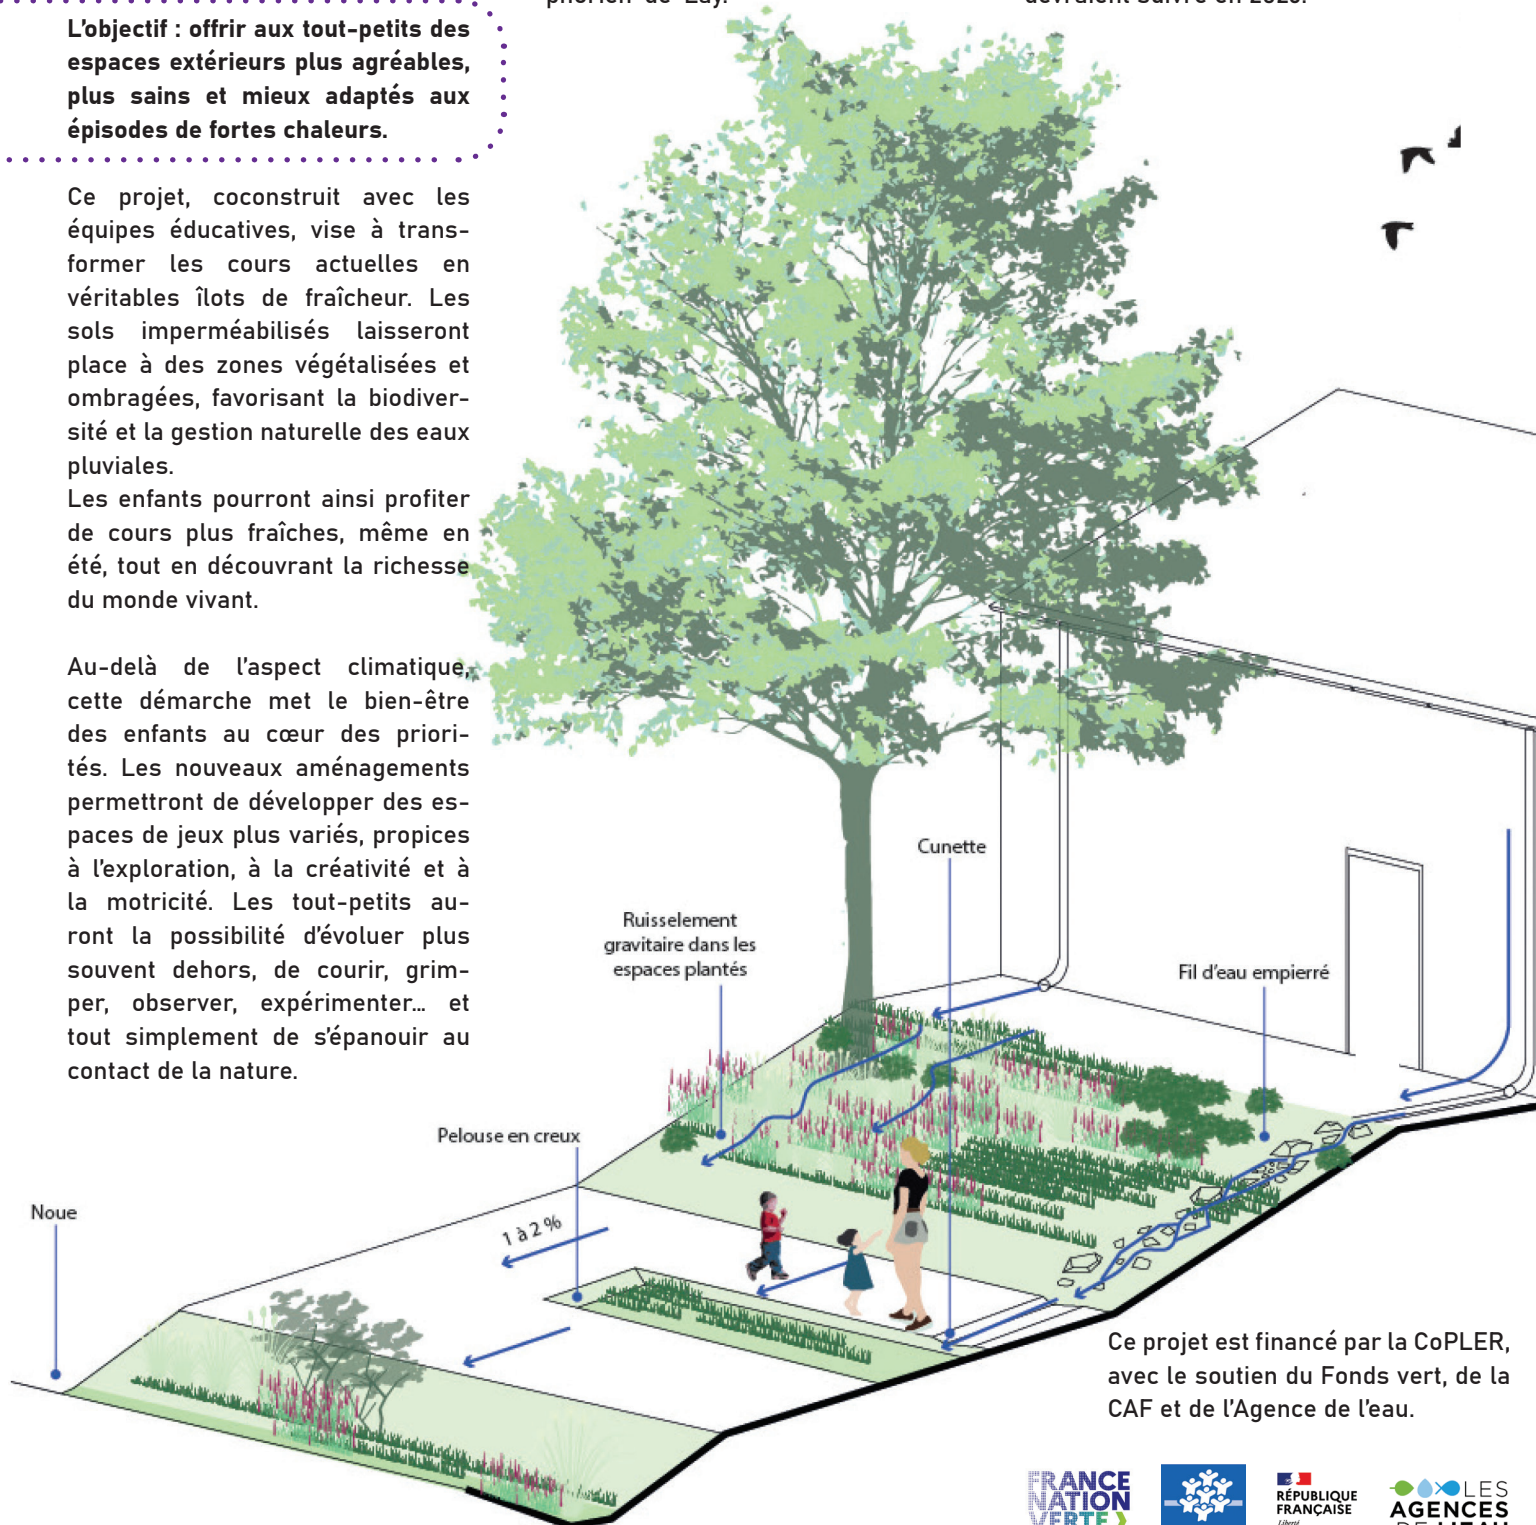 L'objectif : offrir aux tout-petits des
espaces extérieurs plus agréables,
plus sains et mieux adaptés aux
épisodes de fortes chaleurs.
Ce projet, coconstruit avec les
équipes éducatives, vise à trans-
former les cours actuelles en
véritables îlots de fraîcheur. Les
sols imperméabilisés laisseront
place à des zones végétalisées et
ombragées, favorisant la biodiver-
sité et la gestion naturelle des eaux
pluviales.
Les enfants pourront ainsi profiter
de cours plus fraîches, même en
été, tout en découvrant la richesse
du monde vivant.
Au-delà de l'aspect climatique,
cette démarche met le bien-être
des enfants au cœur des priori-
tés. Les nouveaux aménagements
permettront de développer des es-
paces de jeux plus variés, propices
à l'exploration, à la créativité et à
la motricité. Les tout-petits au-
ront la possibilité d'évoluer plus
souvent dehors, de courir, grim-
per, observer, expérimenter... et
tout simplement de s'épanouir au
contact de la nature.
Cunette
Ruisselement
gravitaire dans les
espaces plantés
Fil d'eau empierré
Pelouse en creux
Noue
1 à 2 %
Ce projet est financé par la CoPLER,
avec le soutien du Fonds vert, de la
CAF et de l'Agence de l'eau.
FRANCE
NATION
VERTE
RÉPUBLIQUE
FRANÇAISE
Liberté
LES
AGENCES
DE L'EAU